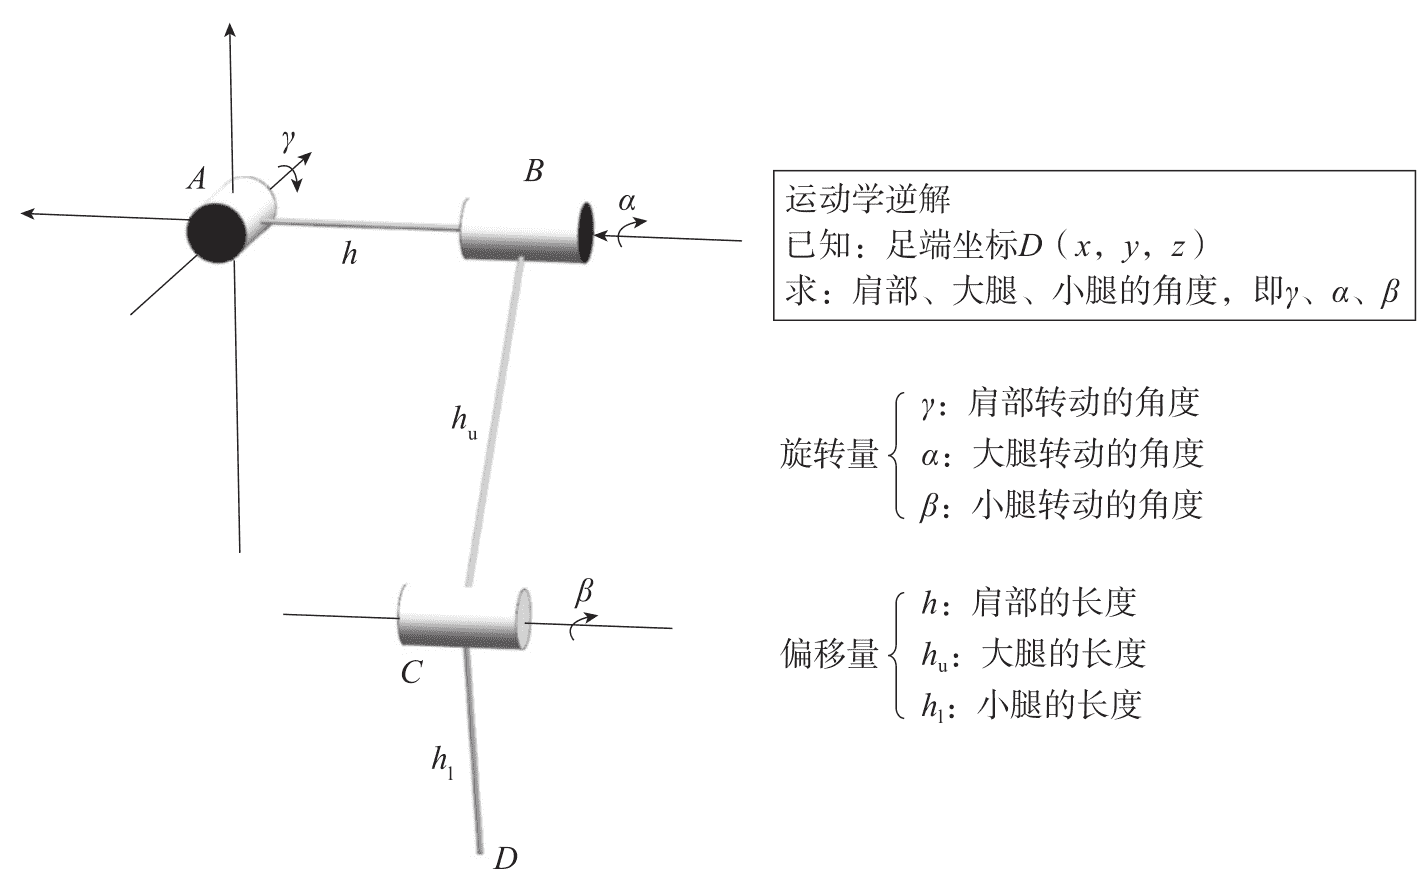 γ
A
B
α
h
运动学逆解
已知：足端坐标D（x，y，z）
求：肩部、大腿、小腿的角度，即γ、α、β
hu
旋转量
γ：肩部转动的角度
α：大腿转动的角度
β：小腿转动的角度
β
C
偏移量
h：肩部的长度
hu：大腿的长度
hl：小腿的长度
hl
D